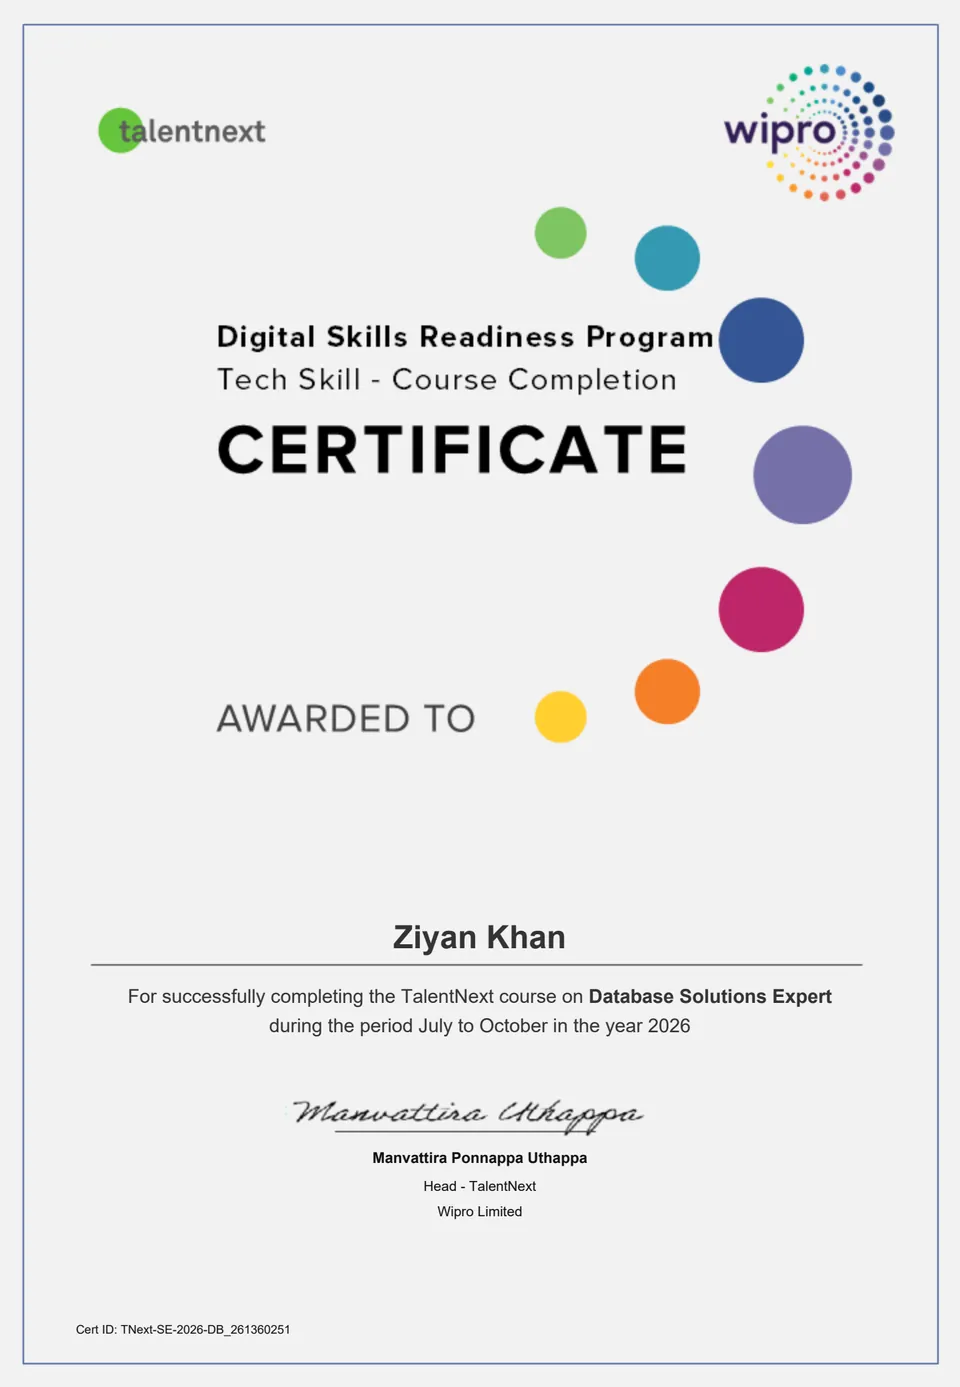 talentnext
wipro
Digital Skills Readiness Program
Tech Skill - Course Completion
CERTIFICATE
AWARDED TO
Ziyan Khan
For successfully completing the TalentNext course on Database Solutions Expert
during the period July to October in the year 2026
Manvattira Uthappa
Manvattira Ponnappa Uthappa
Head - TalentNext
Wipro Limited
Cert ID: TNext-SE-2026-DB_261360251